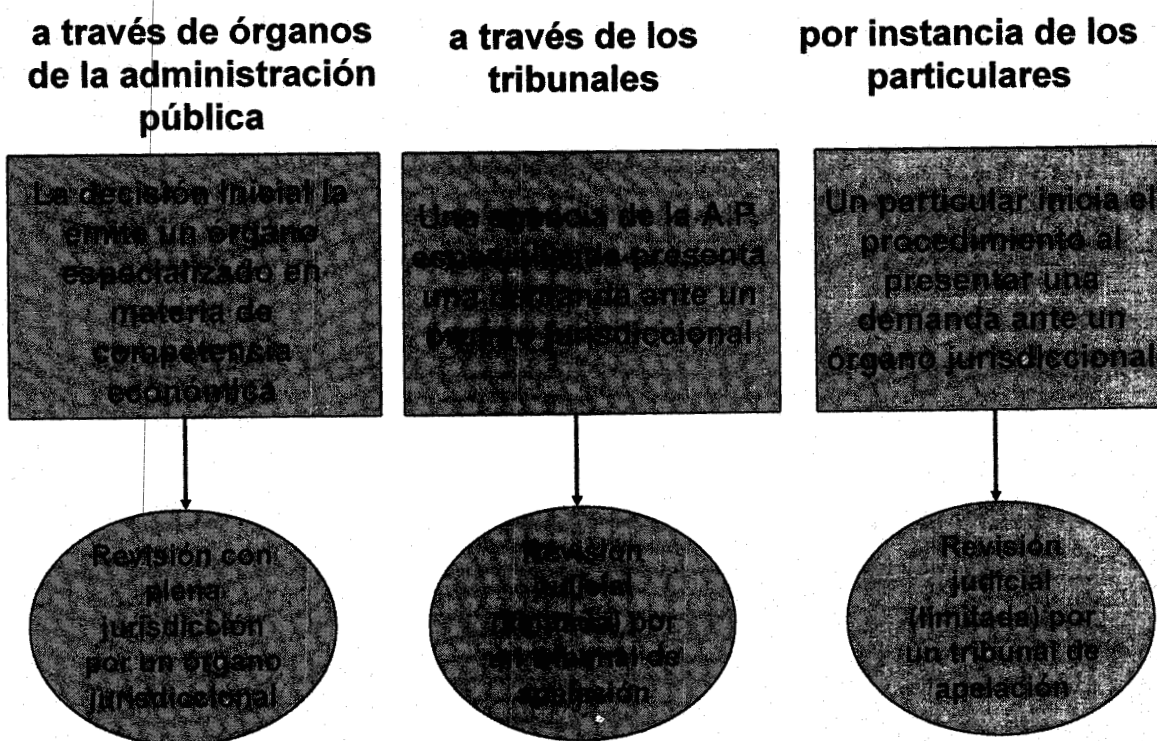 a través de órganos
de la administración
pública
a través de los
tribunales
por instancia de los
particulares
La decisión inicial la
emite un órgano
especializado en
materia de
competencia
económica
Una agencia de la A.P.
presenta
una demanda ante un
órgano jurisdiccional
Un particular inicia el
procedimiento al
presentar una
demanda ante un
órgano jurisdiccional
Revisión con
plena
jurisdicción
por un órgano
jurisdiccional
Revisión
judicial
(limitada) por
un tribunal de
apelación
Revisión
judicial
(limitada) por
un tribunal de
apelación